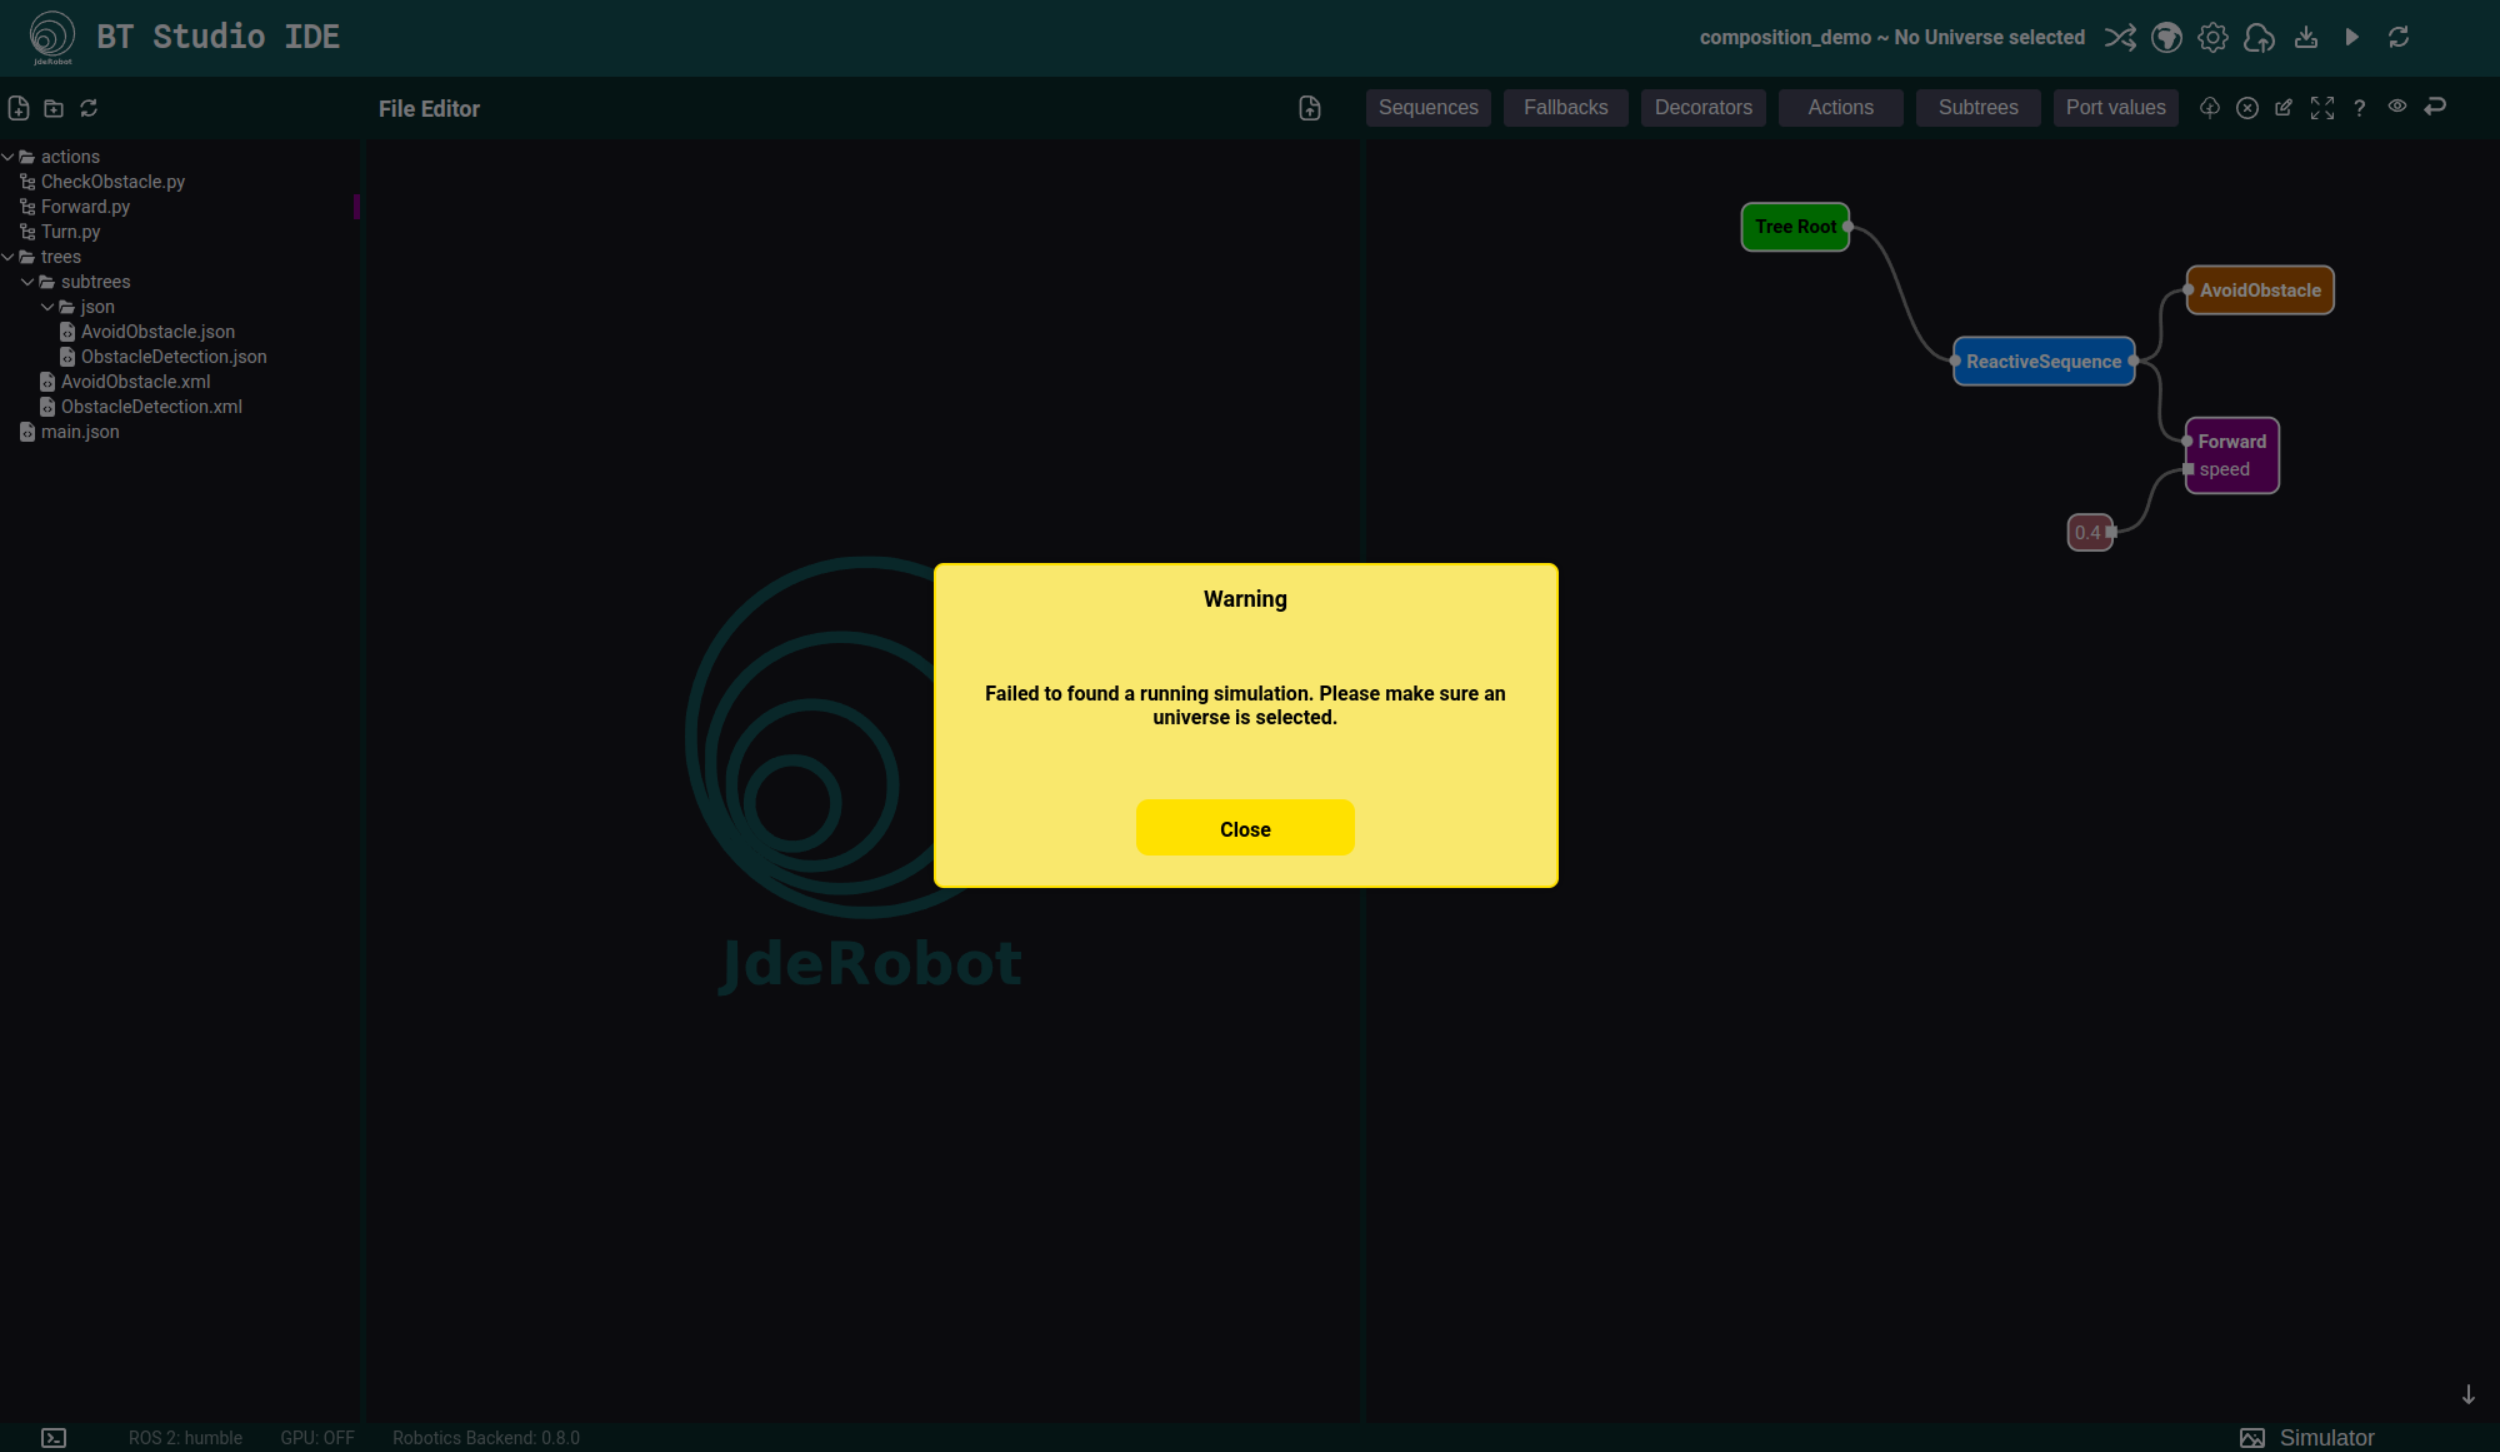 JdeRobot
BT Studio IDE
composition_demo ~ No Universe selected
File Editor
Sequences
Fallbacks
Decorators
Actions
Subtrees
Port values
?
actions
CheckObstacle.py
Forward.py
Turn.py
trees
subtrees
json
AvoidObstacle.json
ObstacleDetection.json
AvoidObstacle.xml
ObstacleDetection.xml
main.json
Tree Root
AvoidObstacle
ReactiveSequence
Forward
speed
0.4
Warning
Failed to found a running simulation. Please make sure an
universe is selected.
Close
JdeRobot
ROS 2: humble
GPU: OFF
Robotics Backend: 0.8.0
Simulator